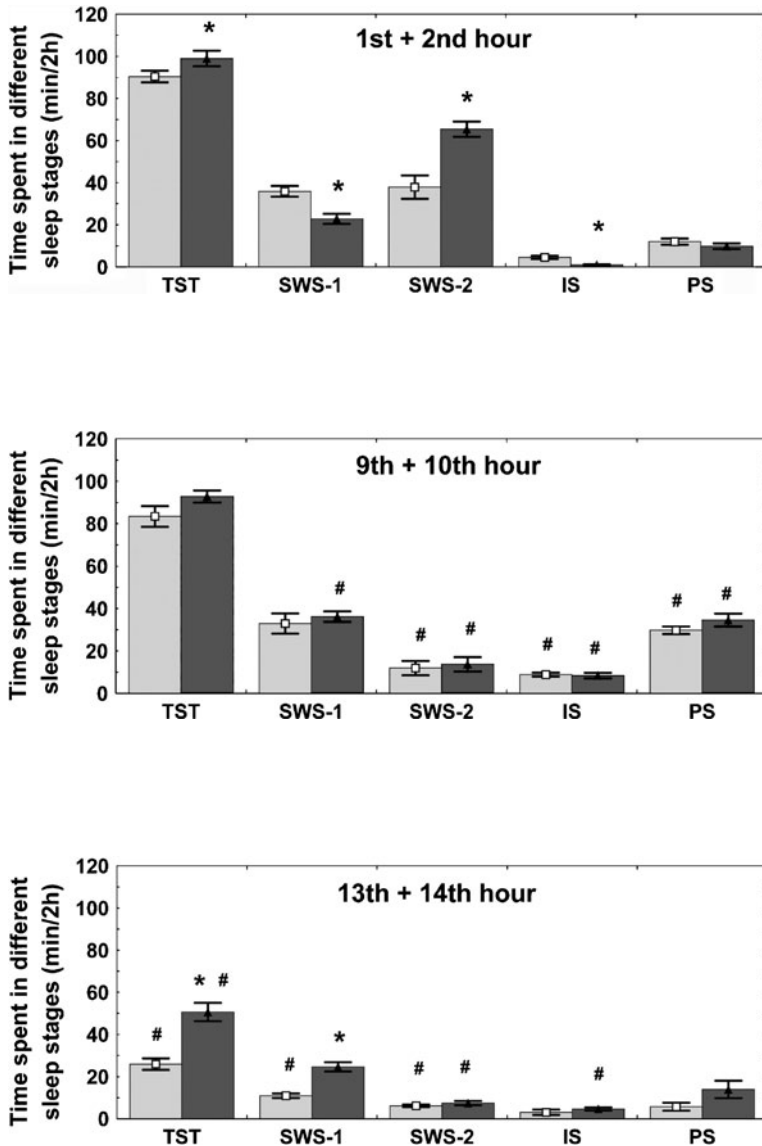 Time spent in different
sleep stages (min/2h)
120
100
80
60
40
20
0
1st + 2nd hour
*
*
*
*
TST
SWS-1
SWS-2
IS
PS
Time spent in different
sleep stages (min/2h)
120
100
80
60
40
20
0
9th + 10th hour
#
# #
# #
# #
TST
SWS-1
SWS-2
IS
PS
Time spent in different
sleep stages (min/2h)
120
100
80
60
40
20
0
13th + 14th hour
#
* #
#
*
# #
#
TST
SWS-1
SWS-2
IS
PS